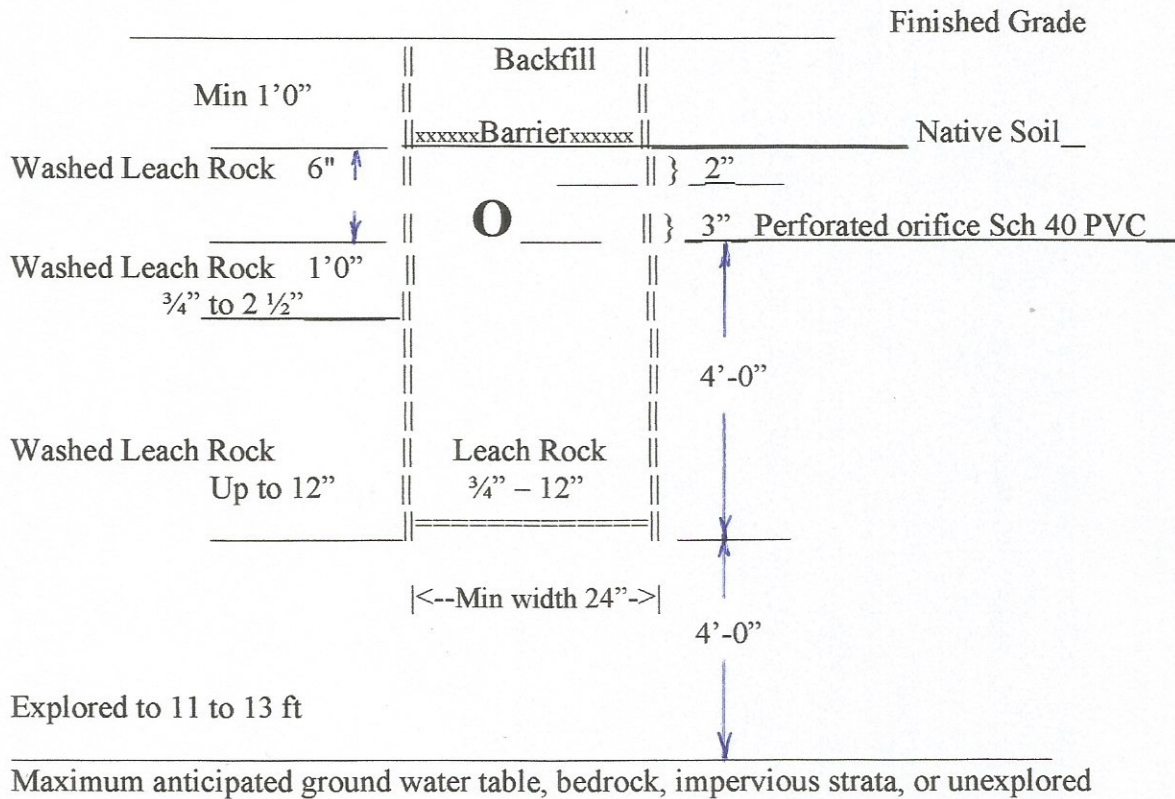 Finished Grade
Backfill
Min 1'0”
xxxxxxBarrierxxxxxx
Native Soil
Washed Leach Rock 6" } 2”
O } 3” Perforated orifice Sch 40 PVC
Washed Leach Rock 1’0”
¾” to 2 ½”
4’-0”
Washed Leach Rock Leach Rock
Up to 12” ¾” – 12”
|<--Min width 24”->|
4’-0”
Explored to 11 to 13 ft
Maximum anticipated ground water table, bedrock, impervious strata, or unexplored